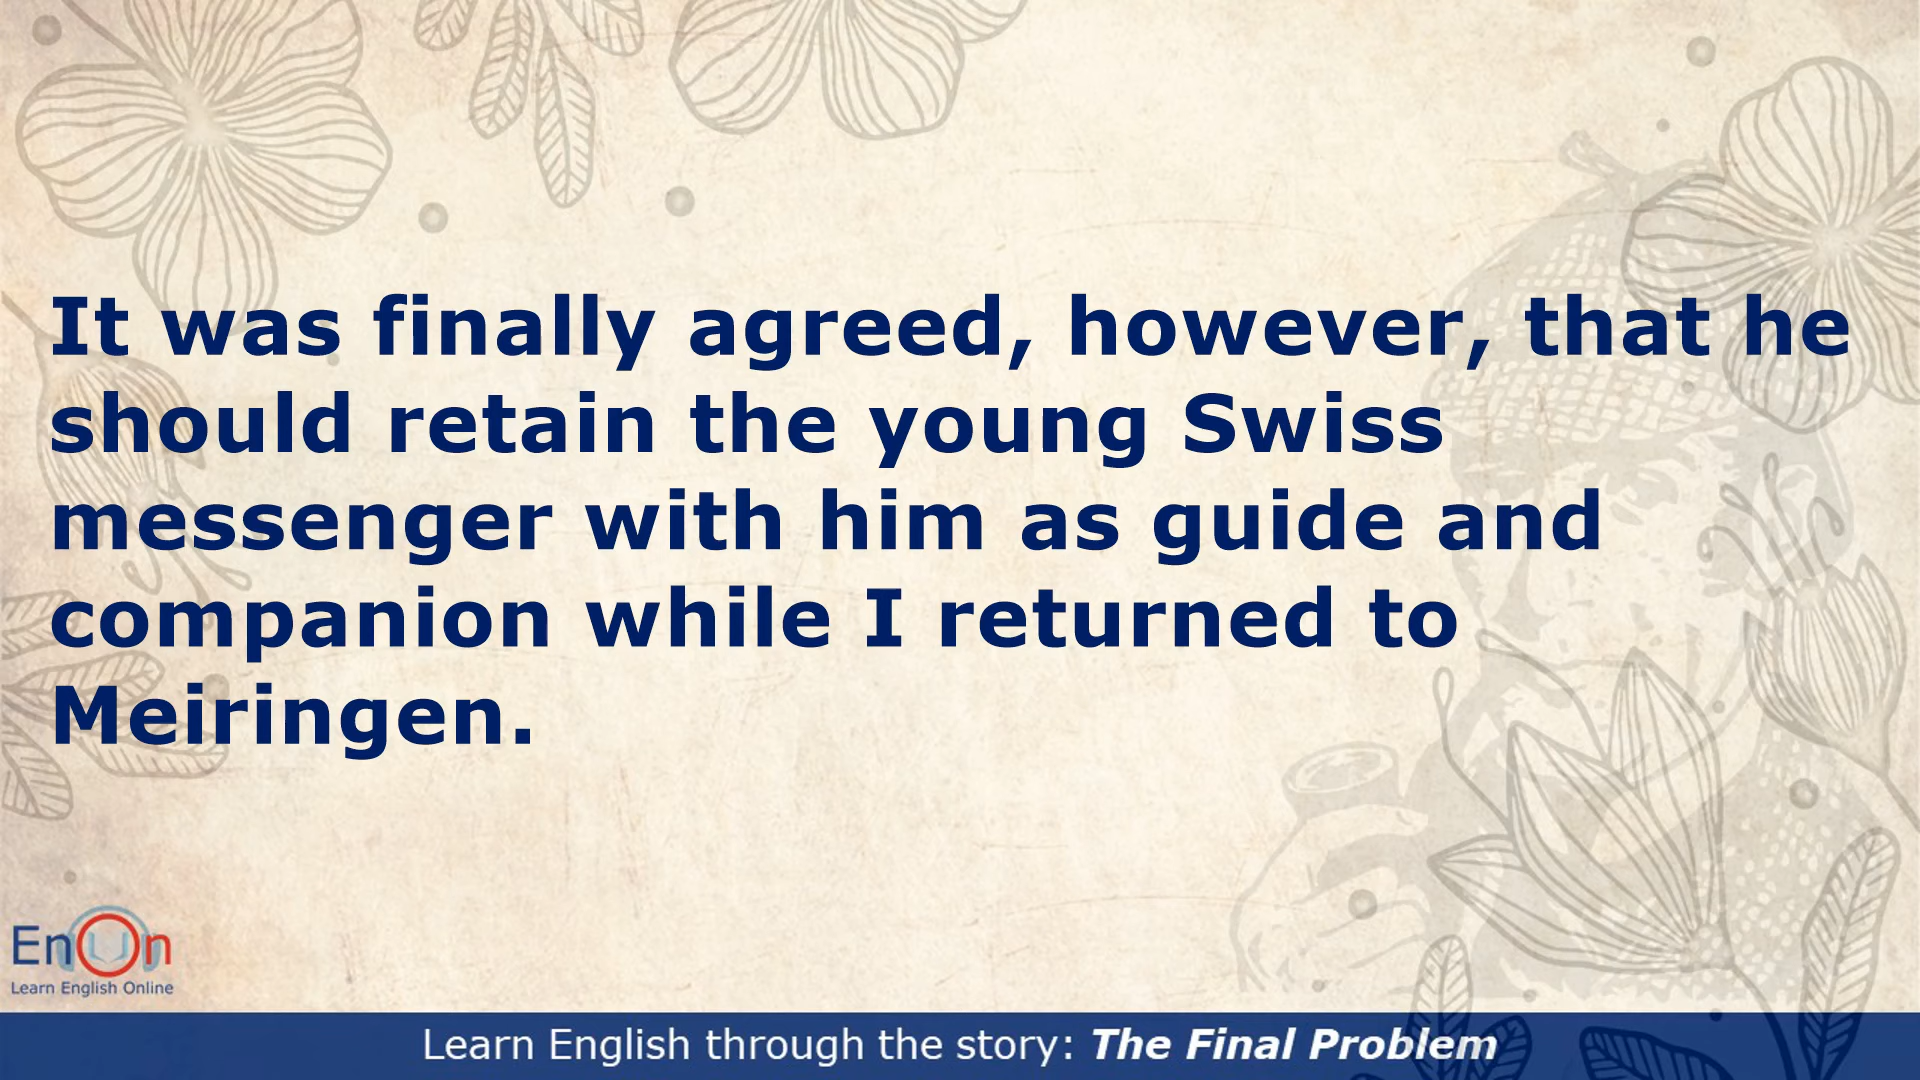 It was finally agreed, however, that he
should retain the young Swiss
messenger with him as guide and
companion while I returned to
Meiringen.
EnOn
Learn English Online
Learn English through the story: The Final Problem